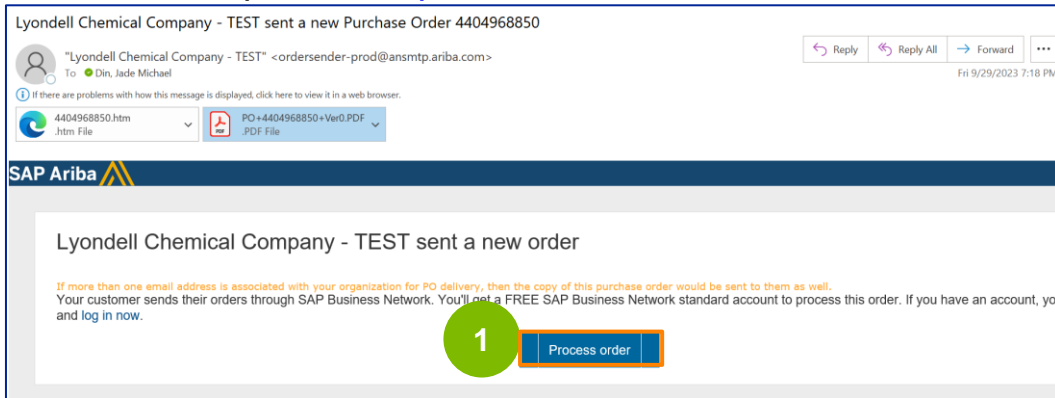 Lyondell Chemical Company - TEST sent a new Purchase Order 4404968850
"Lyondell Chemical Company - TEST" <ordersender-prod@ansmtp.ariba.com>
To Din, Jade Michael
Reply
Reply All
Forward
Fri 9/29/2023 7:18 PM
If there are problems with how this message is displayed, click here to view it in a web browser.
4404968850.htm
.htm File
PO+4404968850+Ver0.PDF
.PDF File
SAP Ariba
Lyondell Chemical Company - TEST sent a new order
If more than one email address is associated with your organization for PO delivery, then the copy of this purchase order would be sent to them as well.
Your customer sends their orders through SAP Business Network. You'll get a FREE SAP Business Network standard account to process this order. If you have an account, yo
and log in now.
1
Process order